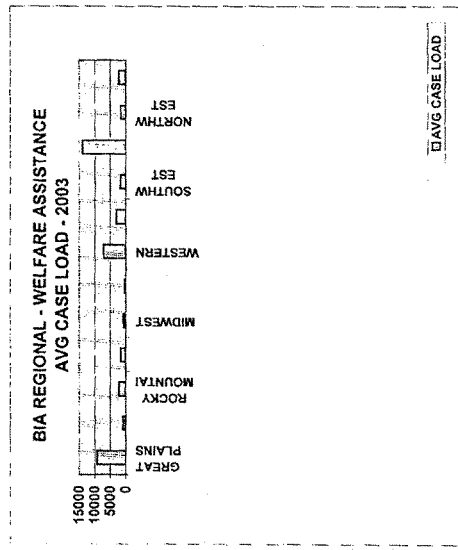 BIA REGIONAL - WELFARE ASSISTANCE
AVG CASE LOAD - 2003
15000
10000
5000
0
GREAT
PLAINS
ROCKY
MOUNTAI
MIDWEST
WESTERN
SOUTHW
EST
NORTHW
EST
AVG CASE LOAD